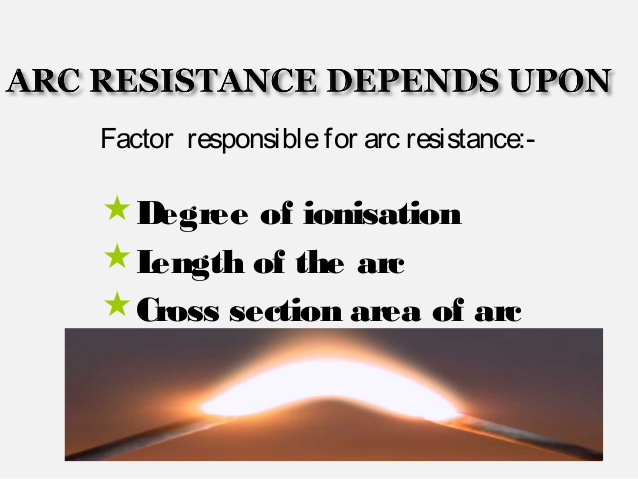 ARC RESISTANCE DEPENDS UPON
Factor responsible for arc resistance:-
Degree of ionisation
Length of the arc
Cross section area of arc